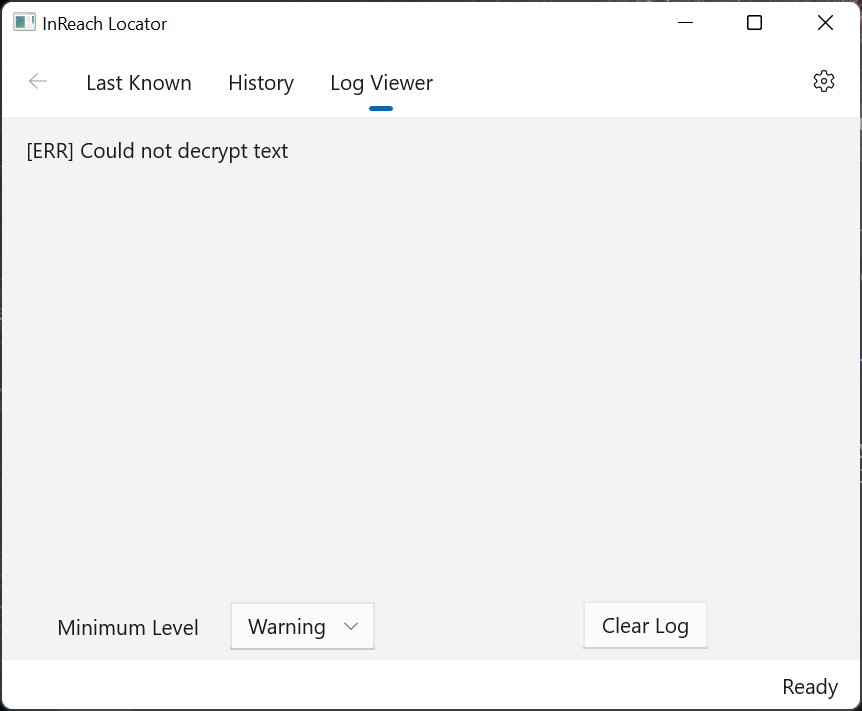 InReach Locator
Last Known History Log Viewer
[ERR] Could not decrypt text
Minimum Level Warning Clear Log
Ready